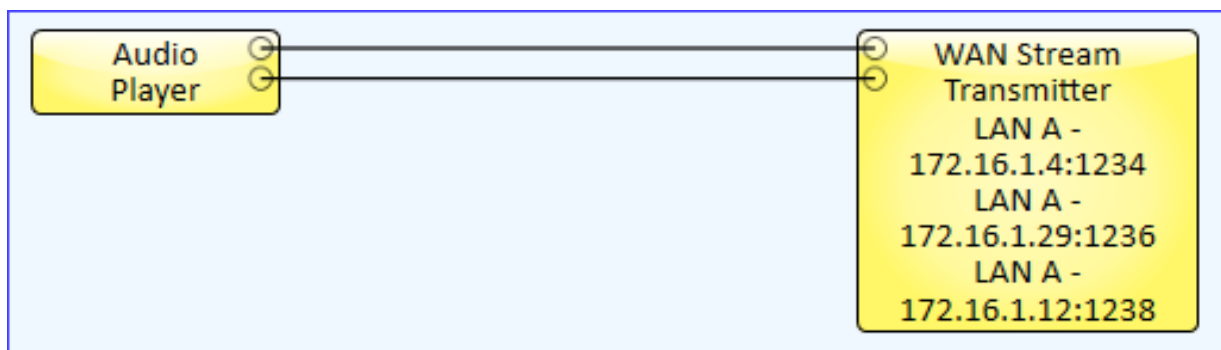 Audio
Player
WAN Stream
Transmitter
LAN A -
172.16.1.4:1234
LAN A -
172.16.1.29:1236
LAN A -
172.16.1.12:1238